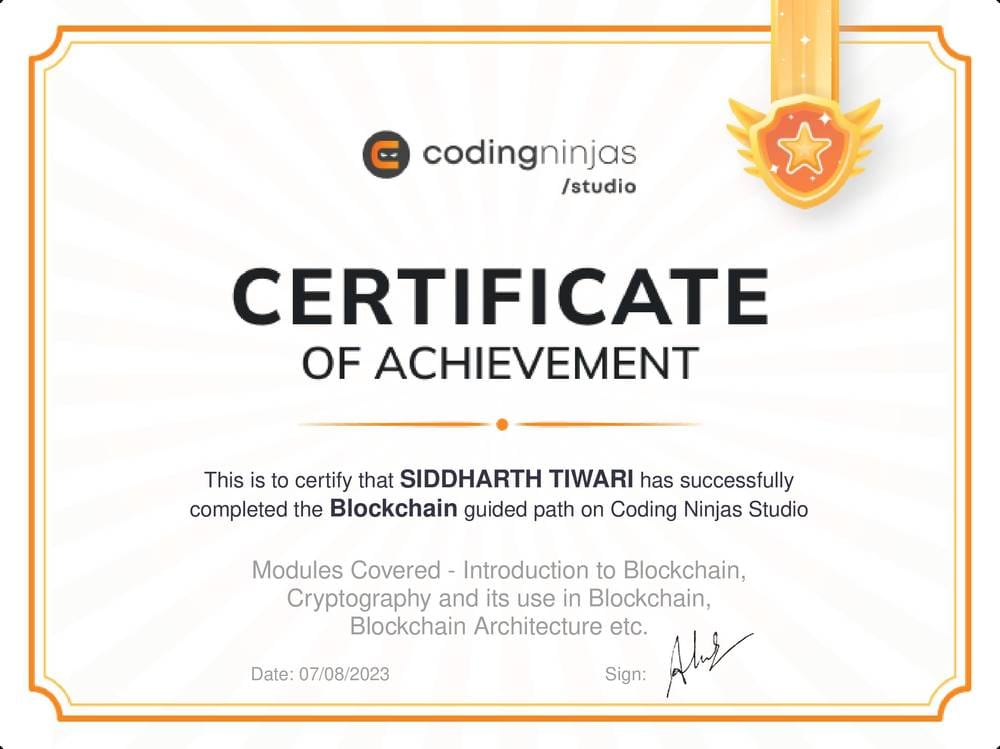 codingninjas
/studio
CERTIFICATE
OF ACHIEVEMENT
This is to certify that SIDDHARTH TIWARI has successfully
completed the Blockchain guided path on Coding Ninjas Studio
Modules Covered - Introduction to Blockchain,
Cryptography and its use in Blockchain,
Blockchain Architecture etc.
Date: 07/08/2023 Sign: